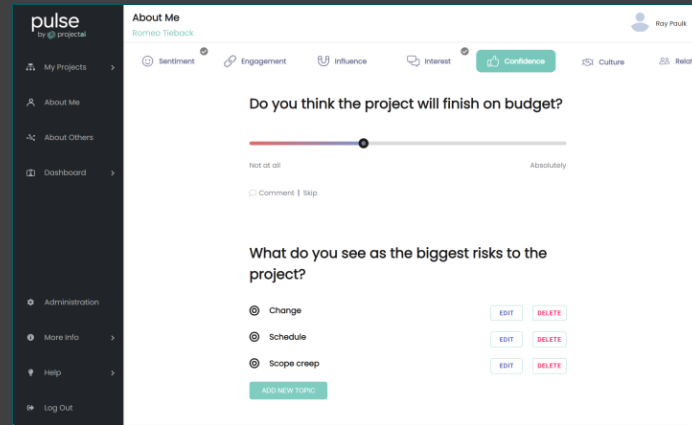 pulse
by projectai
My Projects
About Me
About Others
Dashboard
Administration
More Info
Help
Log Out
About Me
Romeo Tieback
Ray Paulk
Sentiment
Engagement
Influence
Interest
Confidence
Culture
Relat
Do you think the project will finish on budget?
Not at all
Absolutely
Comment | Skip
What do you see as the biggest risks to the
project?
Change
EDIT
DELETE
Schedule
EDIT
DELETE
Scope creep
EDIT
DELETE
ADD NEW TOPIC